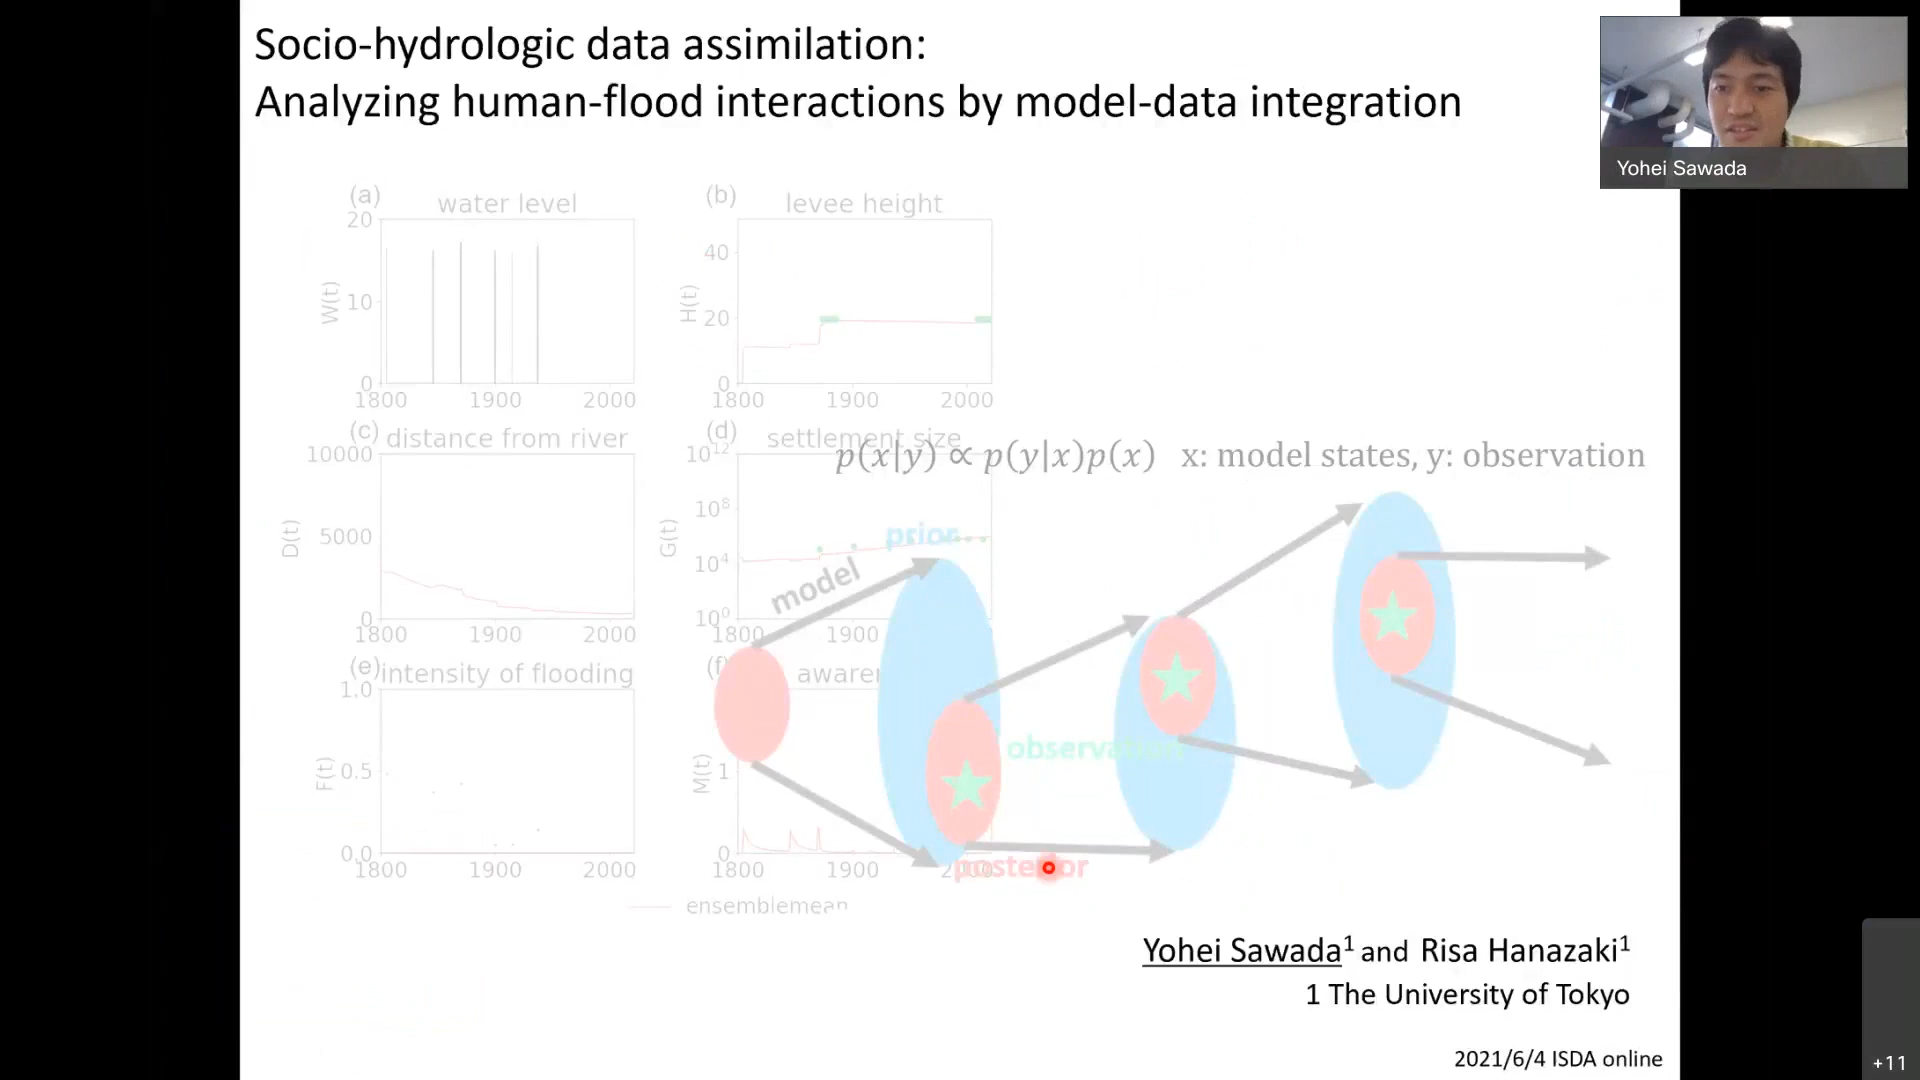 Socio-hydrologic data assimilation:
Analyzing human-flood interactions by model-data integration
Yohei Sawada
(a) water level
20
10
0
W(t)
1800 1900 2000
(b) levee height
40
20
0
H(t)
1800 1900 2000
(c) distance from river
10000
5000
0
D(t)
1800 1900 2000
(d) settlement size
10¹²
10⁸
10⁴
10⁰
G(t)
1800 1900
p(x|y) ∝ p(y|x)p(x) x: model states, y: observation
prior
model
observation
posterior
(e) intensity of flooding
1.0
0.5
0.0
F(t)
1800 1900 2000
1
0
M(t)
1800 1900
ensemblemean
Yohei Sawada¹ and Risa Hanazaki¹
1 The University of Tokyo
2021/6/4 ISDA online
+11